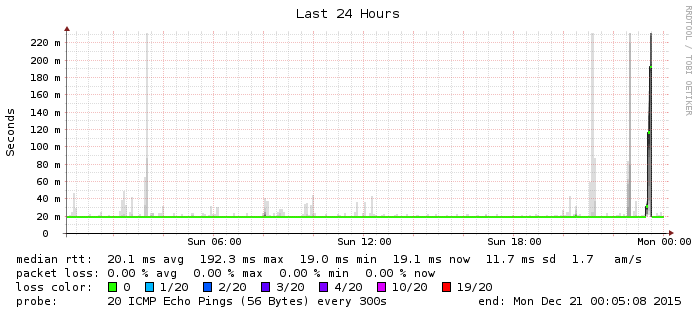 Last 24 Hours
RRDTOOL / TOBI OETIKER
Seconds
220 m
200 m
180 m
160 m
140 m
120 m
100 m
80 m
60 m
40 m
20 m
0
Sun 06:00 Sun 12:00 Sun 18:00 Mon 00:00
median rtt: 20.1 ms avg 192.3 ms max 19.0 ms min 19.1 ms now 11.7 ms sd 1.7 am/s
packet loss: 0.00 % avg 0.00 % max 0.00 % min 0.00 % now
loss color: 0 1/20 2/20 3/20 4/20 10/20 19/20
probe: 20 ICMP Echo Pings (56 Bytes) every 300s end: Mon Dec 21 00:05:08 2015